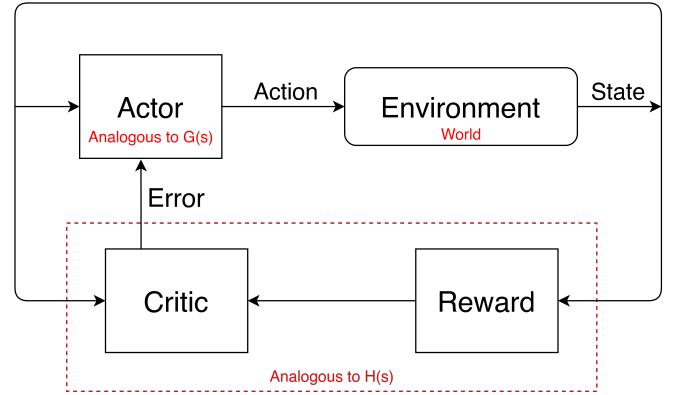 Actor
Analogous to G(s)
Action
Environment
World
State
Error
Critic
Reward
Analogous to H(s)